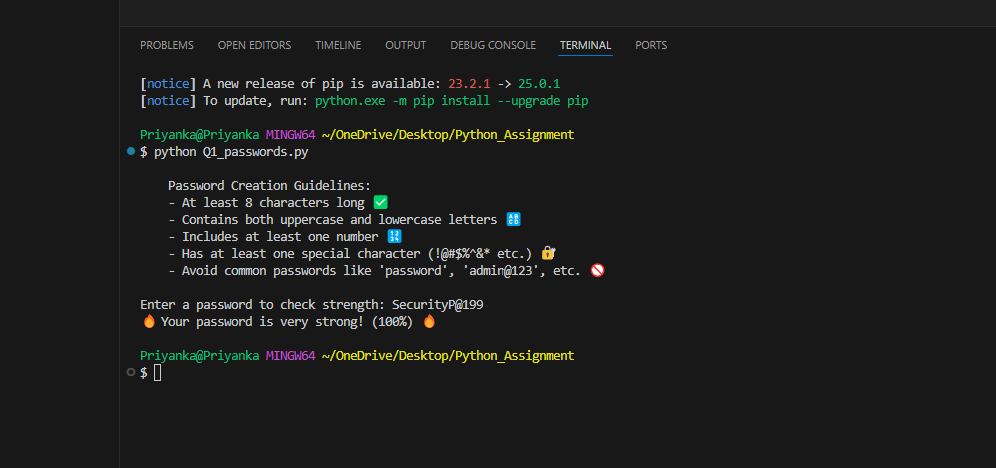 PROBLEMS OPEN EDITORS TIMELINE OUTPUT DEBUG CONSOLE TERMINAL PORTS
[notice] A new release of pip is available: 23.2.1 -> 25.0.1
[notice] To update, run: python.exe -m pip install --upgrade pip
Priyanka@Priyanka MINGW64 ~/OneDrive/Desktop/Python_Assignment
$ python Q1_passwords.py
Password Creation Guidelines:
- At least 8 characters long ✅
- Contains both uppercase and lowercase letters 🔠
- Includes at least one number 🔢
- Has at least one special character (!@#$%^&* etc.) 🔏
- Avoid common passwords like 'password', 'admin@123', etc. 🚫
Enter a password to check strength: SecurityP@199
🔥 Your password is very strong! (100%) 🔥
Priyanka@Priyanka MINGW64 ~/OneDrive/Desktop/Python_Assignment
$